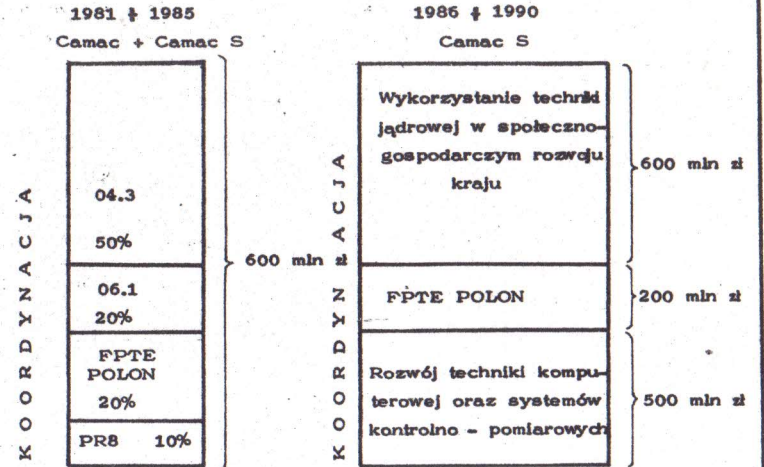 1981 ÷ 1985
Camac + Camac S
KOORDYNACJA
04.3
50%
06.1
20%
FPTE
POLON
20%
PR8 10%
600 mln zł
1986 ÷ 1990
Camac S
KOORDYNACJA
Wykorzystanie techniki
jądrowej w społeczno-
gospodarczym rozwoju
kraju
600 mln zł
FPTE POLON
200 mln zł
Rozwój techniki kompu-
terowej oraz systemów
kontrolno - pomiarowych
500 mln zł